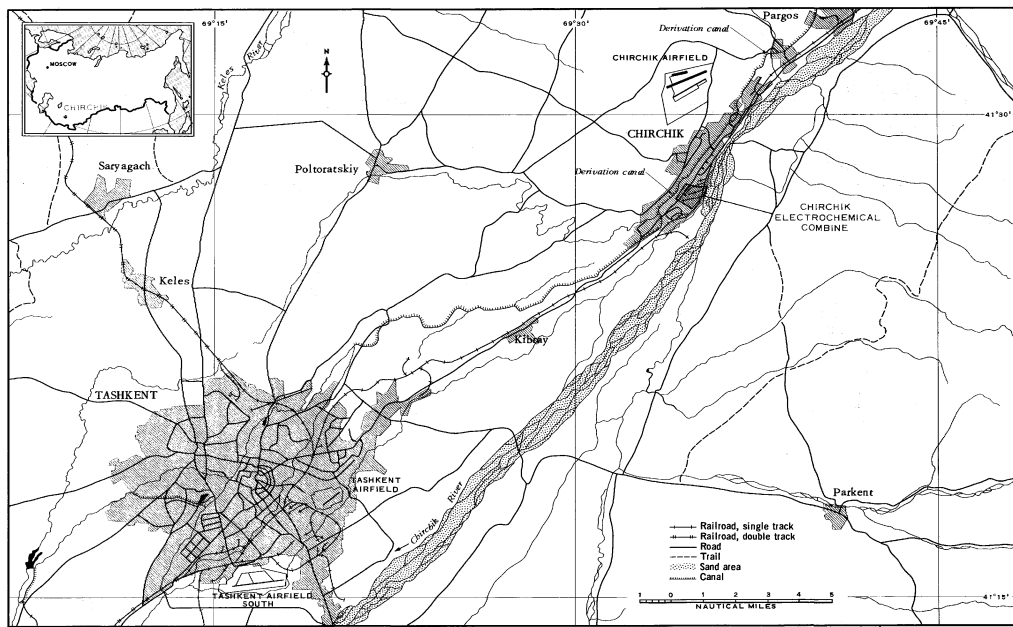 69°15'
69°30'
69°45'
Pargos
Derivation canal
CHIRCHIK AIRFIELD
N
Keles River
MOSCOW
CHIRCHIK
41°30'
CHIRCHIK
Saryagach
Poltoratskiy
Derivation canal
CHIRCHIK
ELECTROCHEMICAL
COMBINE
Keles
Kibray
TASHKENT
TASHKENT
AIRFIELD
Chirchik River
Parkent
Railroad, single track
Railroad, double track
Road
Trail
Sand area
Canal
TASHKENT AIRFIELD
SOUTH
1 0 1 2 3 4 5
NAUTICAL MILES
41°15'